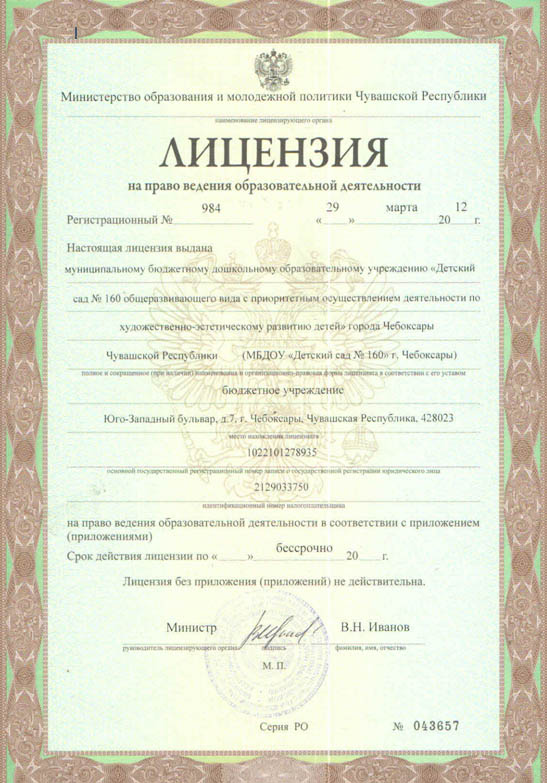 Министерство образования и молодежной политики Чувашской Республики
наименование лицензирующего органа
ЛИЦЕНЗИЯ
на право ведения образовательной деятельности
Регистрационный № 984 « 29 » марта 20 12 г.
Настоящая лицензия выдана
муниципальному бюджетному дошкольному образовательному учреждению «Детский
сад № 160 общеразвивающего вида с приоритетным осуществлением деятельности по
художественно-эстетическому развитию детей» города Чебоксары
Чувашской Республики (МБДОУ «Детский сад № 160» г. Чебоксары)
полное и сокращенное (при наличии) наименования и организационно-правовая форма лицензиата в соответствии с его уставом
бюджетное учреждение
Юго-Западный бульвар, д.7, г. Чебоксары, Чувашская Республика, 428023
место нахождения лицензиата
1022101278935
основной государственный регистрационный номер записи о государственной регистрации юридического лица
2129033750
идентификационный номер налогоплательщика
на право ведения образовательной деятельности в соответствии с приложением
(приложениями)
Срок действия лицензии по « » бессрочно 20 г.
Лицензия без приложения (приложений) не действительна.
Министр В.Н. Иванов
руководитель лицензирующего органа подпись фамилия, имя, отчество
М. П.
Серия РО № 043657